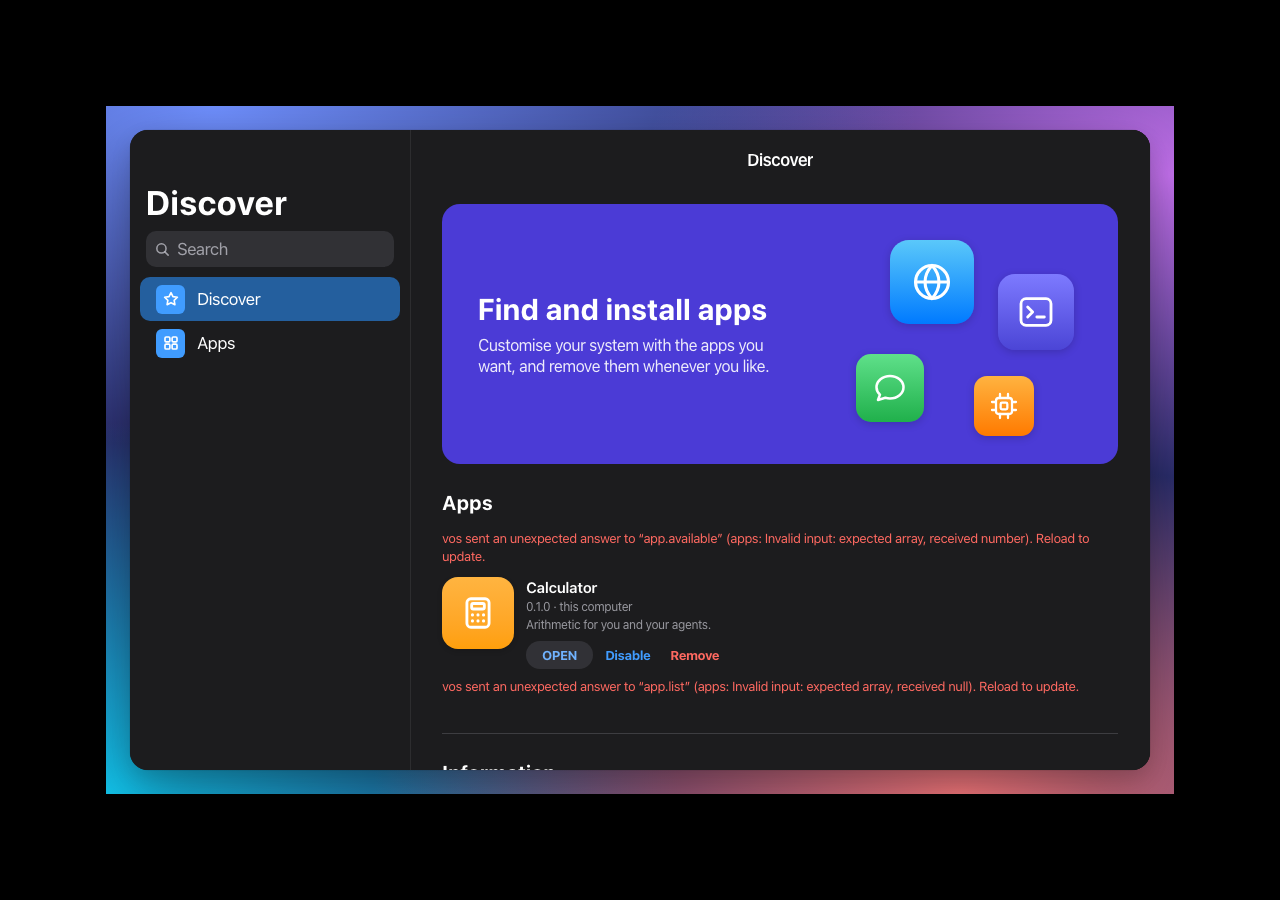 Discover
Search
Discover
Apps
Discover
Find and install apps
Customise your system with the apps you
want, and remove them whenever you like.
Apps
vos sent an unexpected answer to “app.available” (apps: Invalid input: expected array, received number). Reload to
update.
Calculator
0.1.0 · this computer
Arithmetic for you and your agents.
OPEN Disable Remove
vos sent an unexpected answer to “app.list” (apps: Invalid input: expected array, received null). Reload to update.
Information